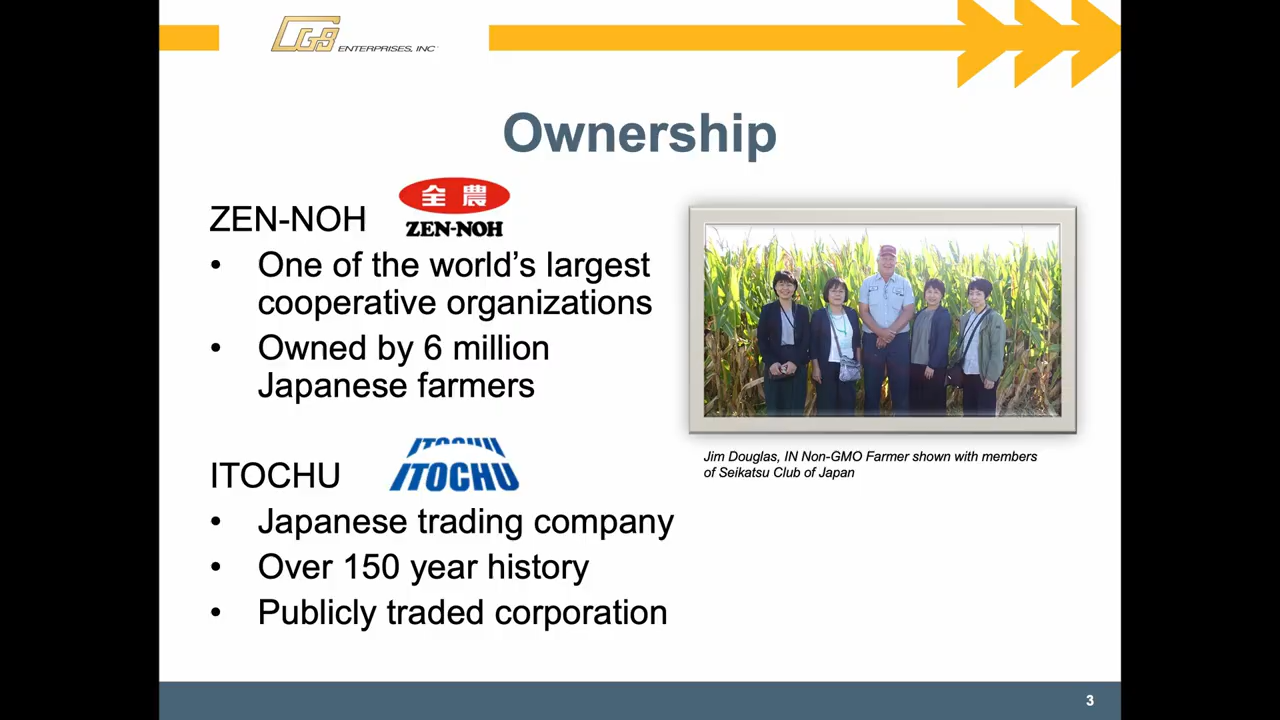 CGB ENTERPRISES, INC
Ownership
ZEN-NOH
全農
ZEN-NOH
• One of the world’s largest
cooperative organizations
• Owned by 6 million
Japanese farmers
Jim Douglas, IN Non-GMO Farmer shown with members
of Seikatsu Club of Japan
ITOCHU
ITOCHU
ITOCHU
• Japanese trading company
• Over 150 year history
• Publicly traded corporation
3